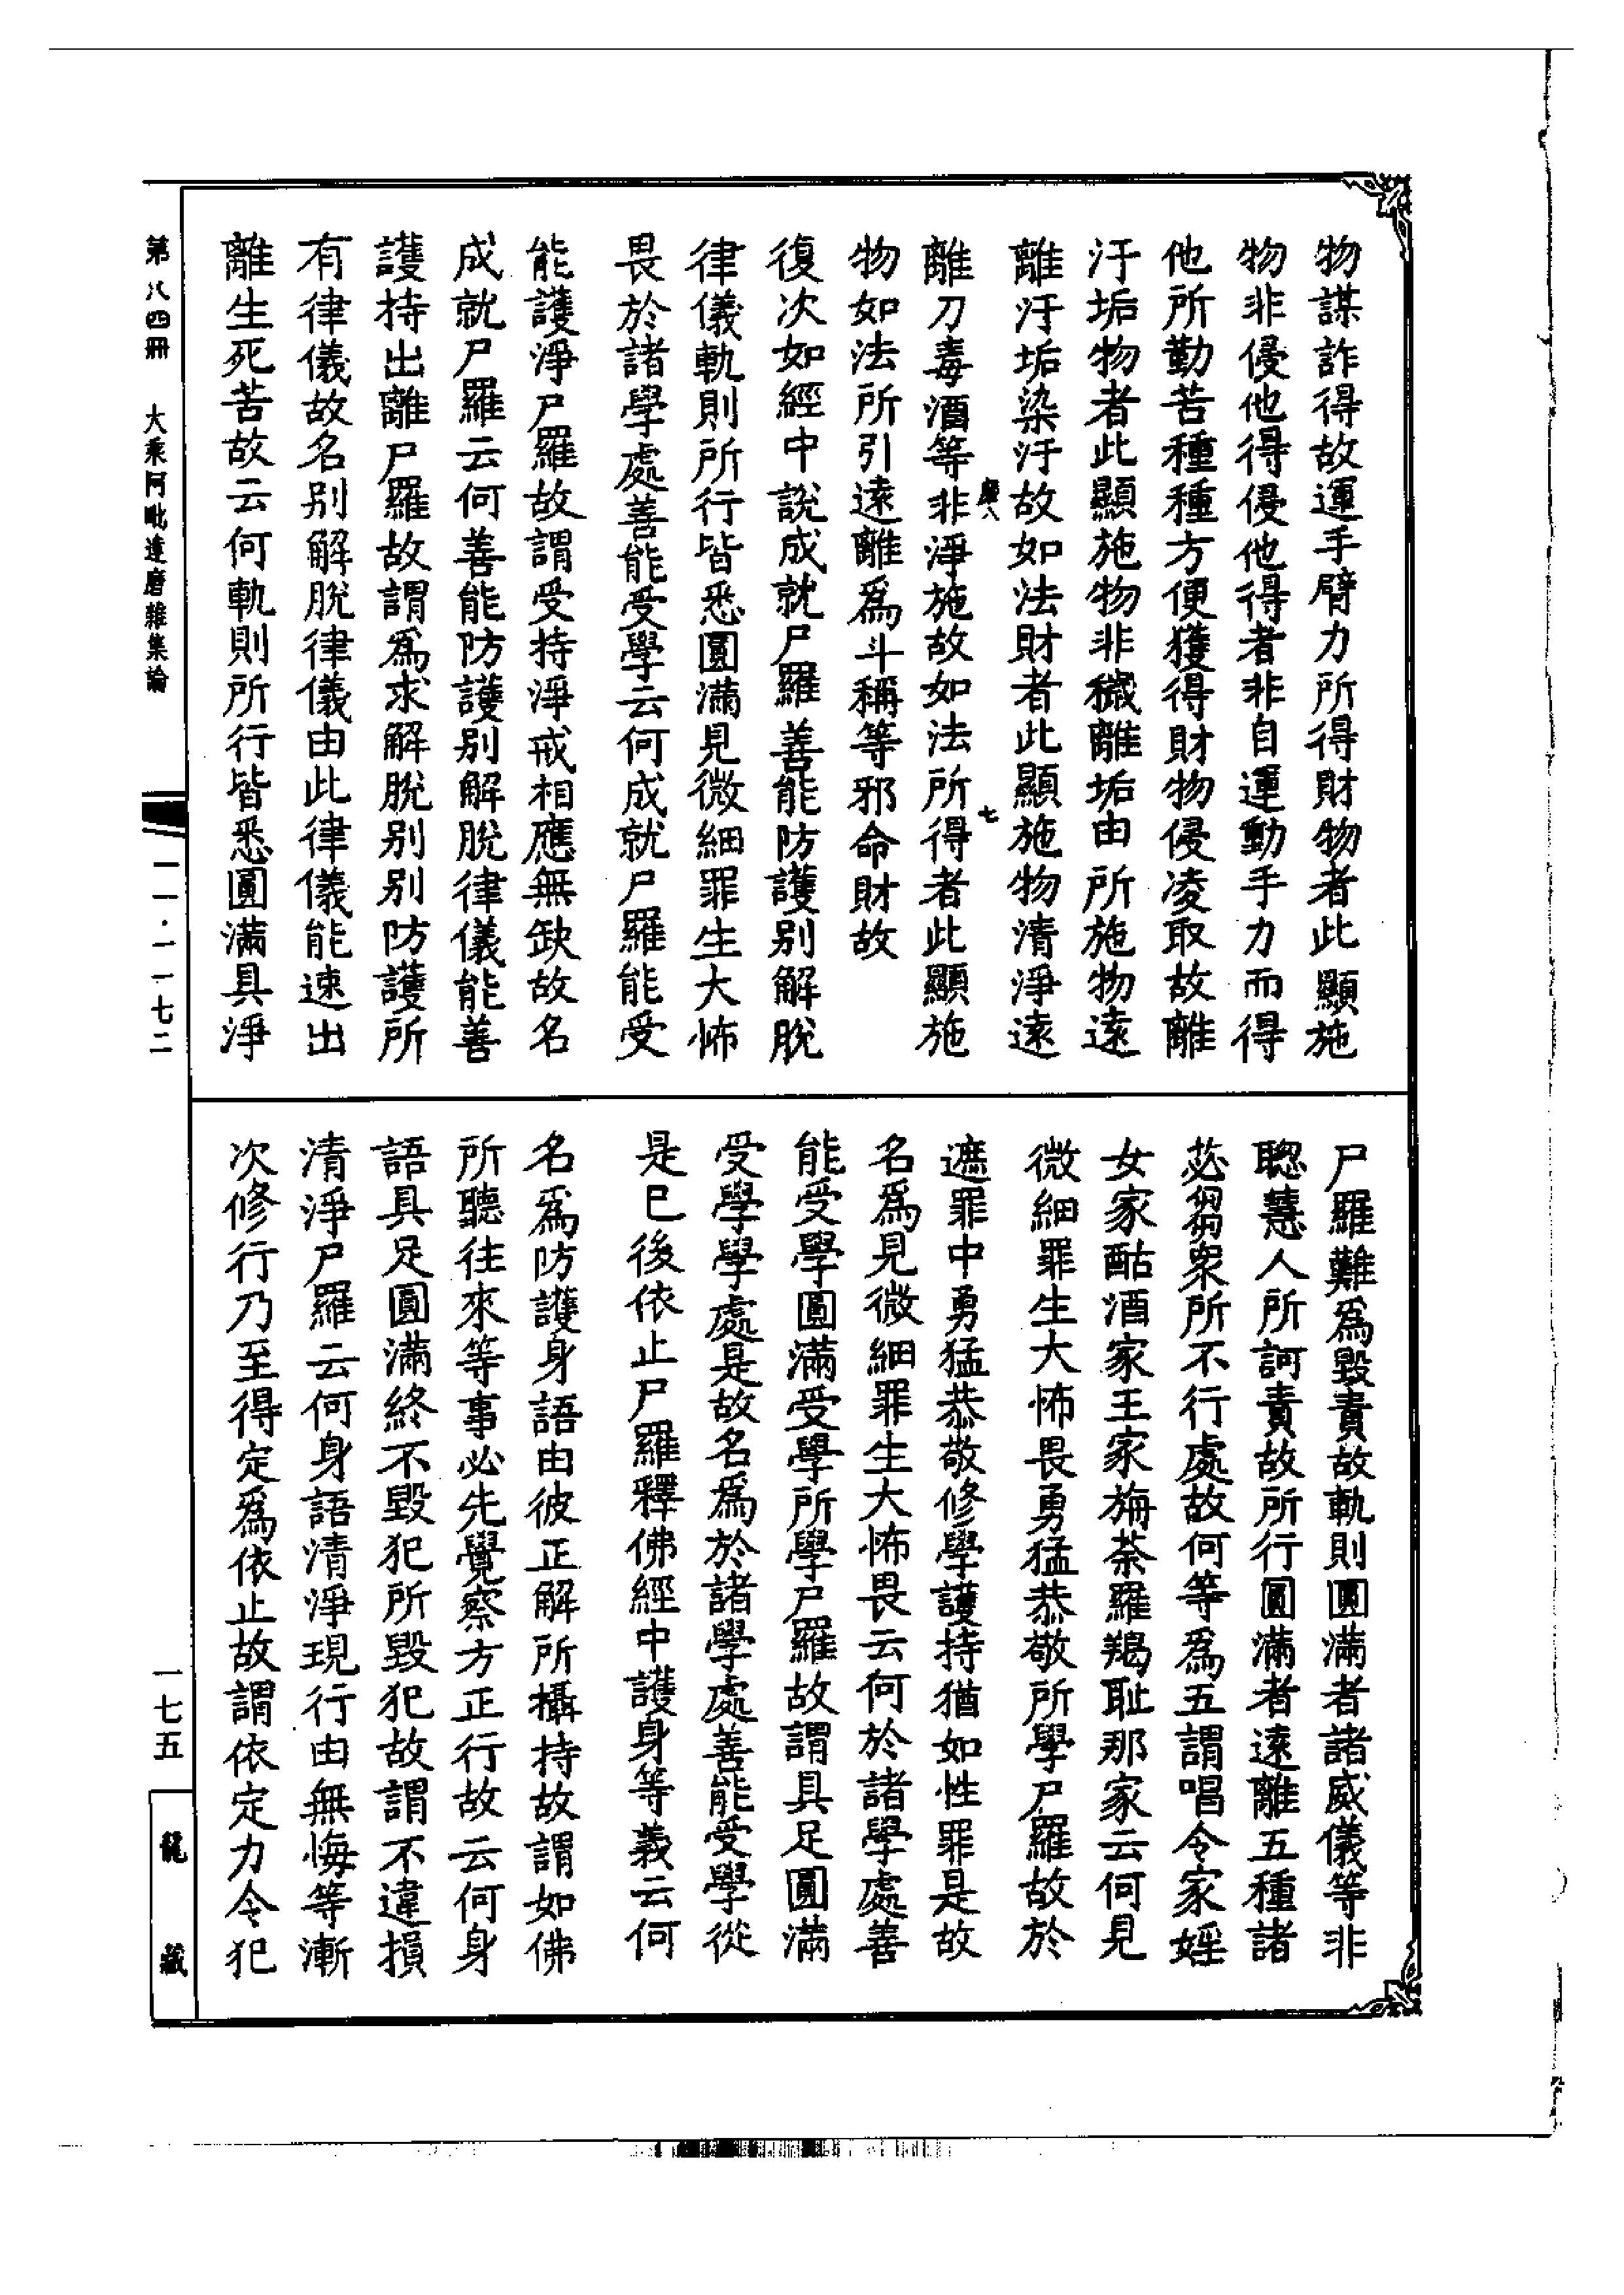 物謀詐得故運手臂力所得財物者此顯施
物非侵他得侵他得者非自運動手力而得
他所勤苦種種方便獲得財物侵凌取故離
汙垢物者此顯施物非穢離垢由所施物遠
離汙垢染汙故如法財者此顯施物清淨遠
七
離刀毒酒等非淨施故如法所得者此顯施
物如法所引遠離為斗稱等邪命財故
復次如經中說成就尸羅善能防護別解脫
律儀軌則所行皆悉圓滿見微細罪生大怖
畏於諸學處善能受學云何成就尸羅能受
能護淨尸羅故謂受持淨戒相應無缺故名
成就尸羅云何善能防護別解脫律儀能善
護持出離尸羅故謂為求解脫別別防護所
有律儀故名別解脫律儀由此律儀能速出
離生死苦故云何軌則所行皆悉圓滿具淨
尸羅難為毀責故軌則圓滿者諸威儀等非
聰慧人所訶責故所行圓滿者遠離五種諸
苾芻眾所不行處故何等為五謂唱令家婬
女家酤酒家王家旃荼羅羯恥那家云何見
微細罪生大怖畏勇猛恭敬所學尸羅故於
遮罪中勇猛恭敬修學護持猶如性罪是故
名為見微細罪生大怖畏云何於諸學處善
能受學圓滿受學所學尸羅故謂具足圓滿
受學學處是故名為於諸學處善能受學從
是已後依止尸羅釋佛經中護身等義云何
名為防護身語由彼正解所攝持故謂如佛
所聽往來等事必先覺察方正行故云何身
語具足圓滿終不毀犯所毀犯故謂不違損
清淨尸羅云何身語清淨現行由無悔等漸
次修行乃至得定為依止故謂依定力令犯
第八四冊　大乘阿毗達磨雜集論
一一·一一七二
一七五
龍藏